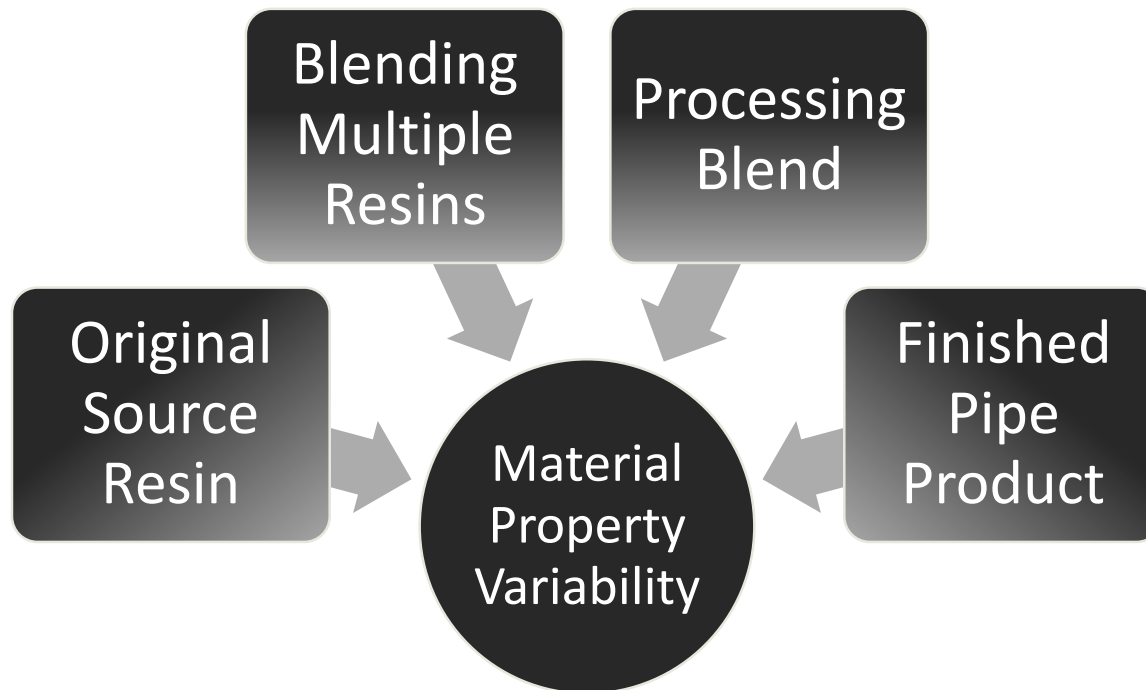 Blending
Multiple
Resins
Processing
Blend
Original
Source
Resin
Finished
Pipe
Product
Material
Property
Variability